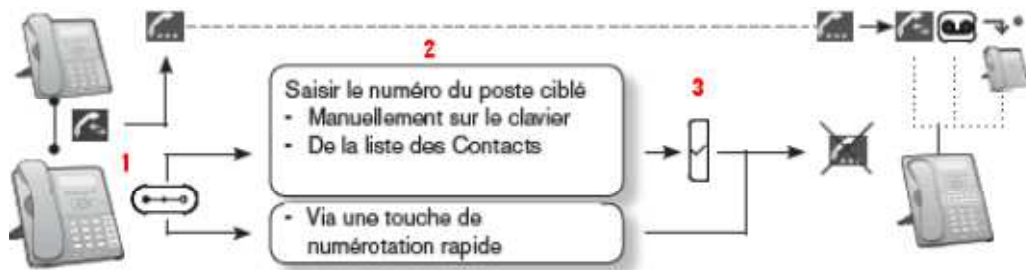 2
Saisir le numéro du poste ciblé
- Manuellement sur le clavier
- De la liste des Contacts
3
1
- Via une touche de
numérotation rapide